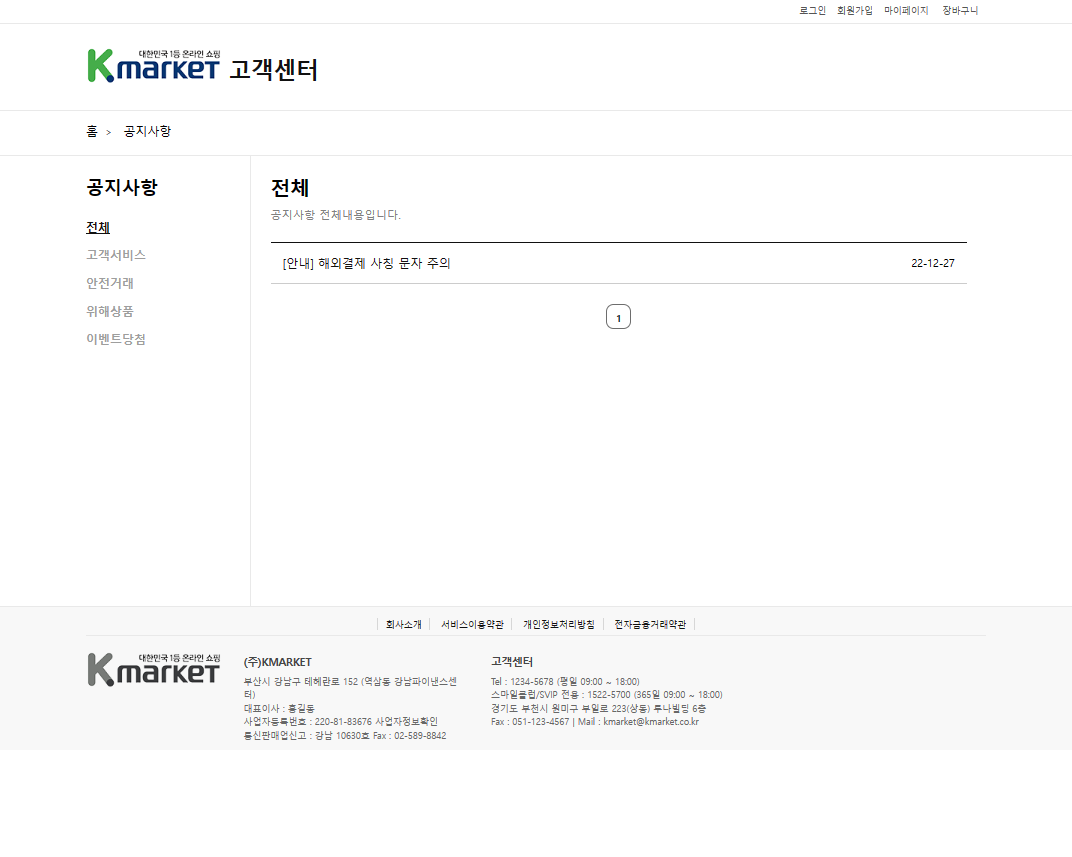 로그인 회원가입 마이페이지 장바구니
대한민국 1등 온라인 쇼핑
Kmarket 고객센터
홈 > 공지사항
공지사항
전체
고객서비스
안전거래
위해상품
이벤트당첨
전체
공지사항 전체내용입니다.
[안내] 해외결제 사칭 문자 주의 22-12-27
1
회사소개 서비스이용약관 개인정보처리방침 전자금융거래약관
대한민국 1등 온라인 쇼핑
Kmarket
(주)KMARKET
부산시 강남구 테헤란로 152 (역삼동 강남파이낸스센
터)
대표이사 : 홍길동
사업자등록번호 : 220-81-83676 사업자정보확인
통신판매업신고 : 강남 10630호 Fax : 02-589-8842
고객센터
Tel : 1234-5678 (평일 09:00 ~ 18:00)
스마일클럽/SVIP 전용 : 1522-5700 (365일 09:00 ~ 18:00)
경기도 부천시 원미구 부일로 223(상동) 투나빌딩 6층
Fax : 051-123-4567 | Mail : kmarket@kmarket.co.kr